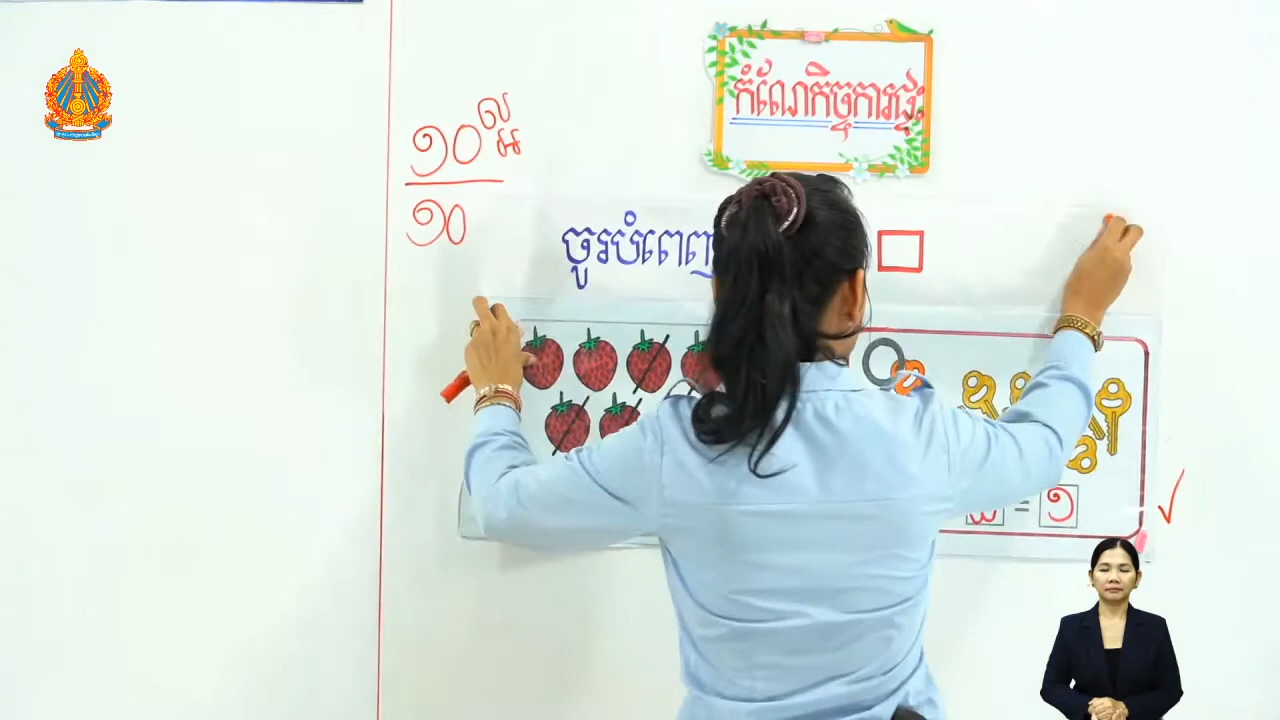 កំណែកិច្ចការផ្ទះ
១០ ល្អ
១០
ចូរបំពេញ
= ១